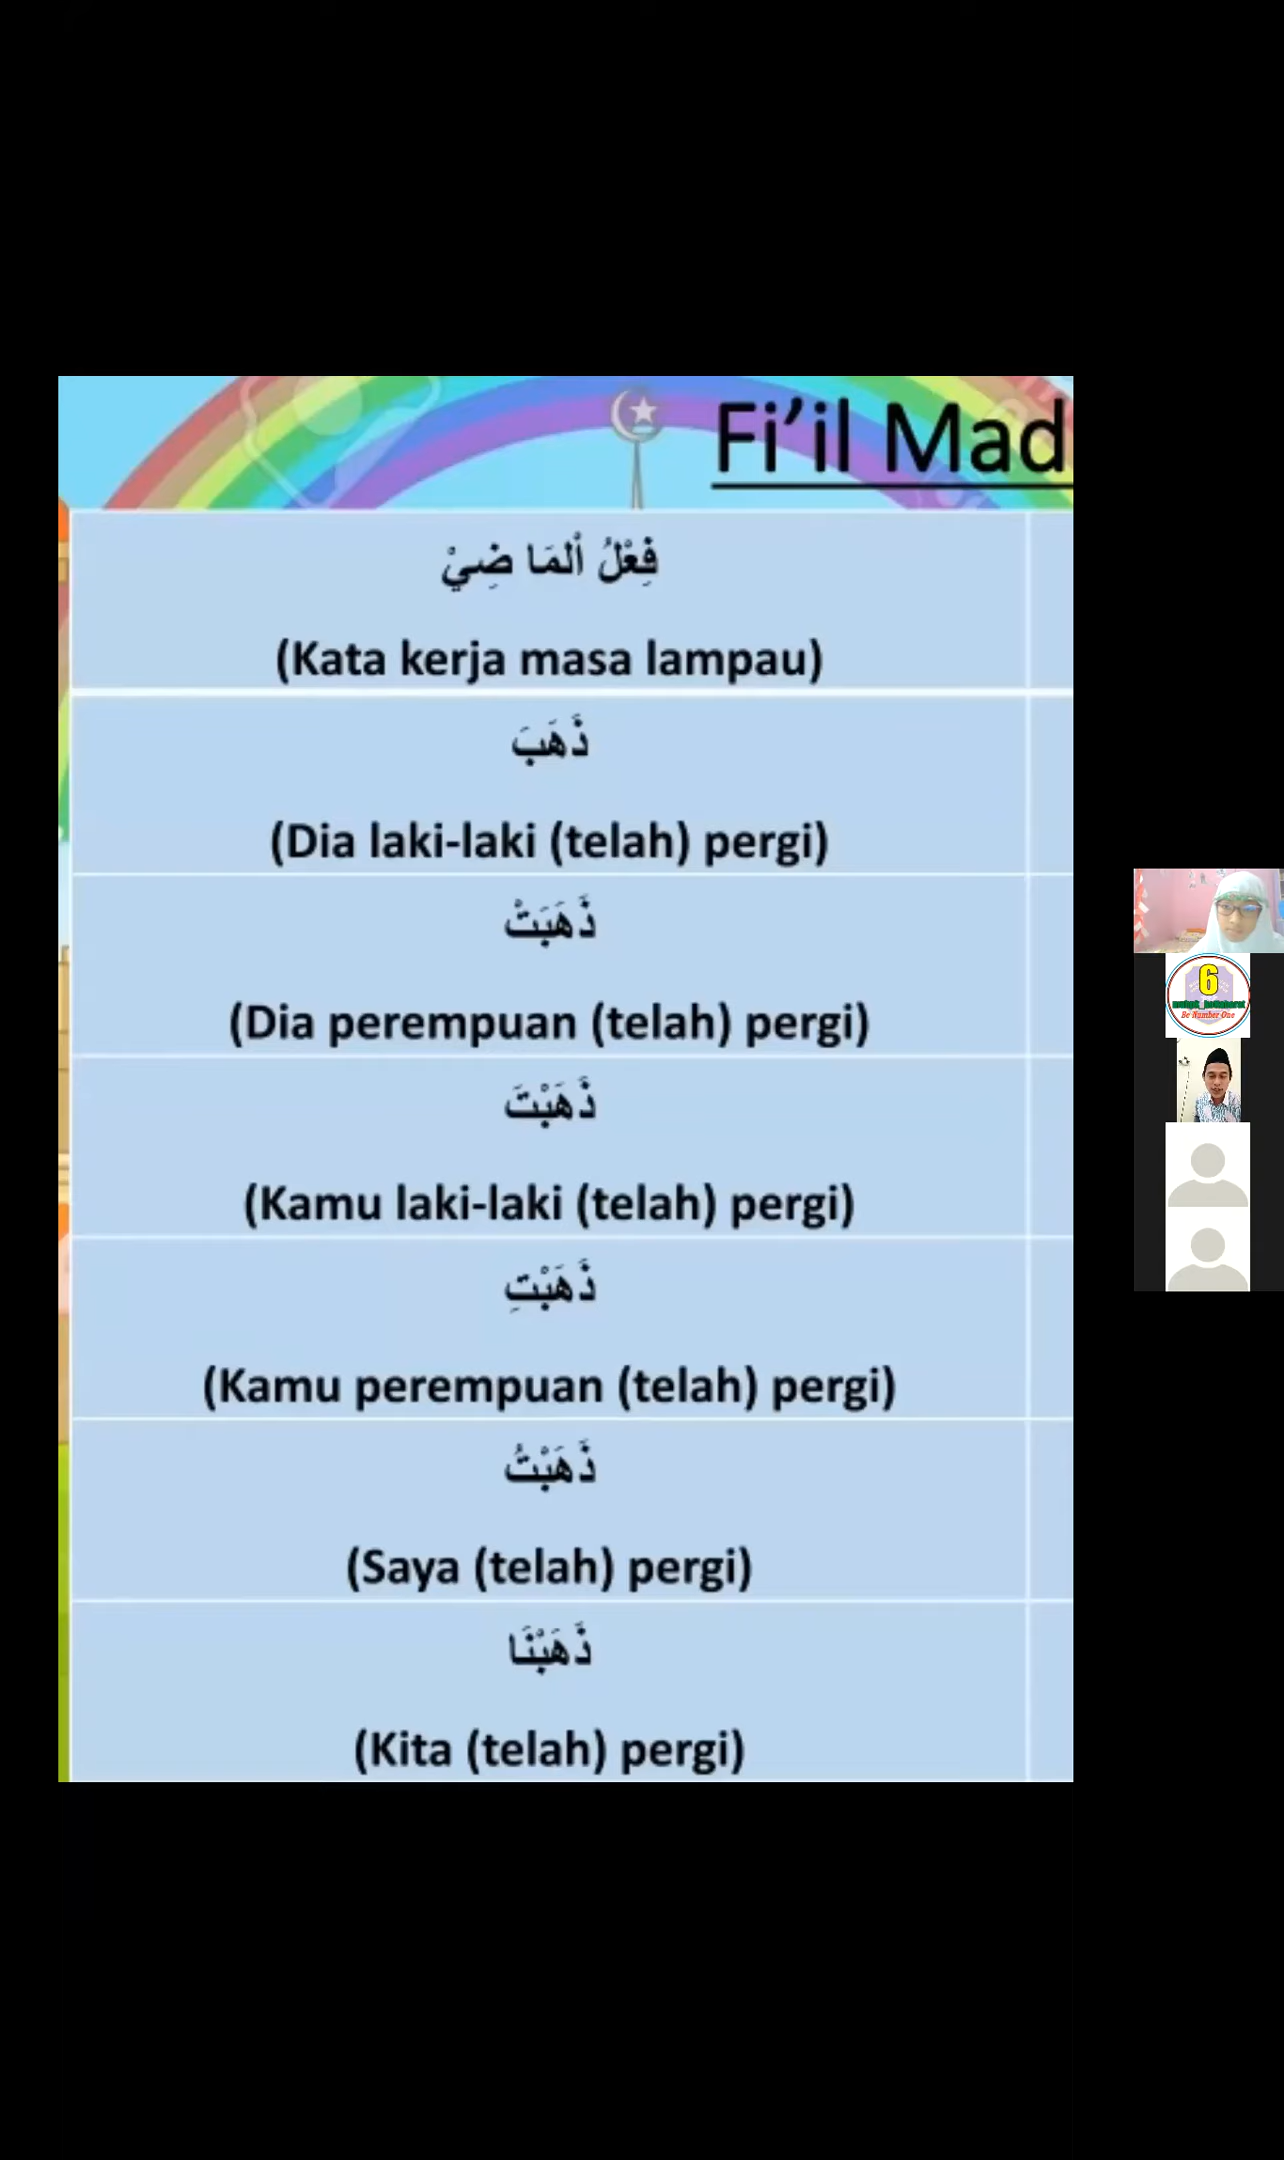 Fi'il Mad
فِعْلُ اْلمَا ضِيْ
(Kata kerja masa lampau)
ذَهَبَ
(Dia laki-laki (telah) pergi)
ذَهَبَتْ
(Dia perempuan (telah) pergi)
ذَهَبْتَ
(Kamu laki-laki (telah) pergi)
ذَهَبْتِ
(Kamu perempuan (telah) pergi)
ذَهَبْتُ
(Saya (telah) pergi)
ذَهَبْنَا
(Kita (telah) pergi)
6
Be Number One